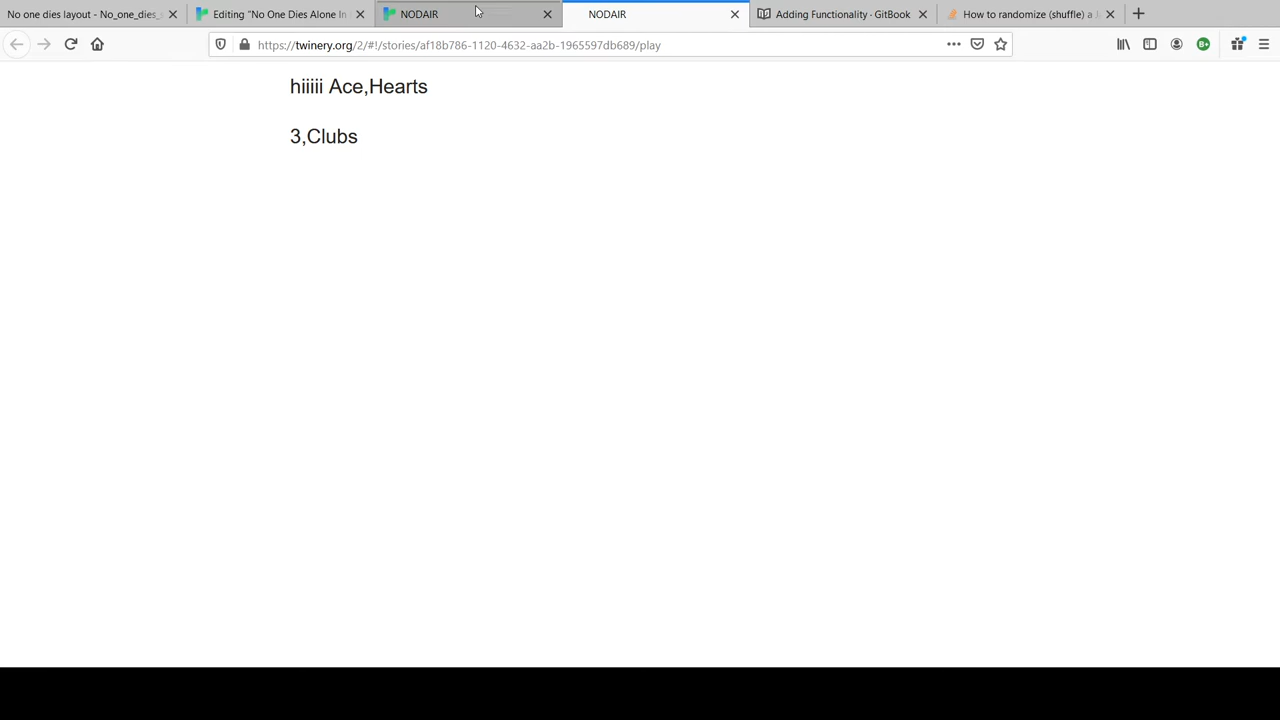 No one dies layout - No_one_dies_
Editing "No One Dies Alone In
NODAIR
NODAIR
Adding Functionality · GitBook
How to randomize (shuffle) a J
https://twinery.org/2/#!/stories/af18b786-1120-4632-aa2b-1965597db689/play
hiiiii Ace,Hearts
3,Clubs